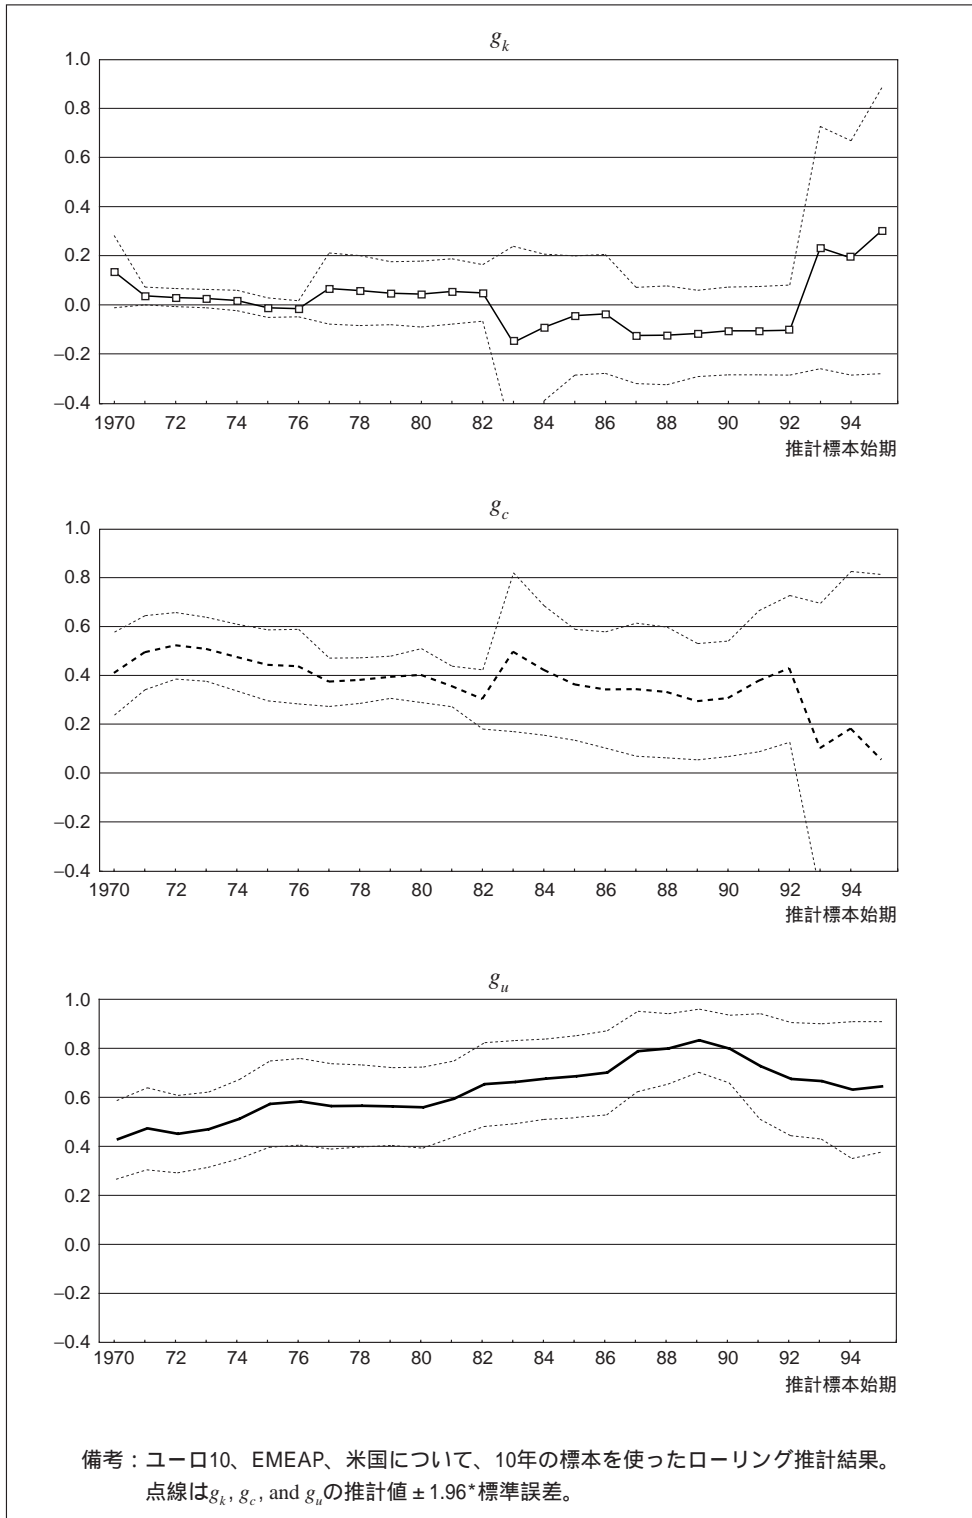 g_k
1.0
0.8
0.6
0.4
0.2
0.0
–0.2
–0.4
1970 72 74 76 78 80 82 84 86 88 90 92 94
推計標本始期
g_c
1.0
0.8
0.6
0.4
0.2
0.0
–0.2
–0.4
1970 72 74 76 78 80 82 84 86 88 90 92 94
推計標本始期
g_u
1.0
0.8
0.6
0.4
0.2
0.0
–0.2
–0.4
1970 72 74 76 78 80 82 84 86 88 90 92 94
推計標本始期
備考：ユーロ10、EMEAP、米国について、10年の標本を使ったローリング推計結果。
点線はg_k, g_c, and g_uの推計値 ± 1.96*標準誤差。